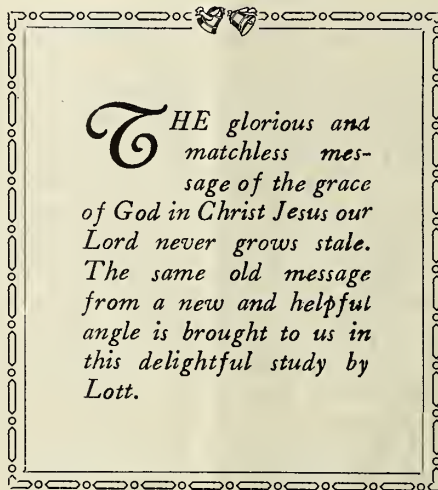 THE glorious and
matchless mes-
sage of the grace
of God in Christ Jesus our
Lord never grows stale.
The same old message
from a new and helpful
angle is brought to us in
this delightful study by
Lott.